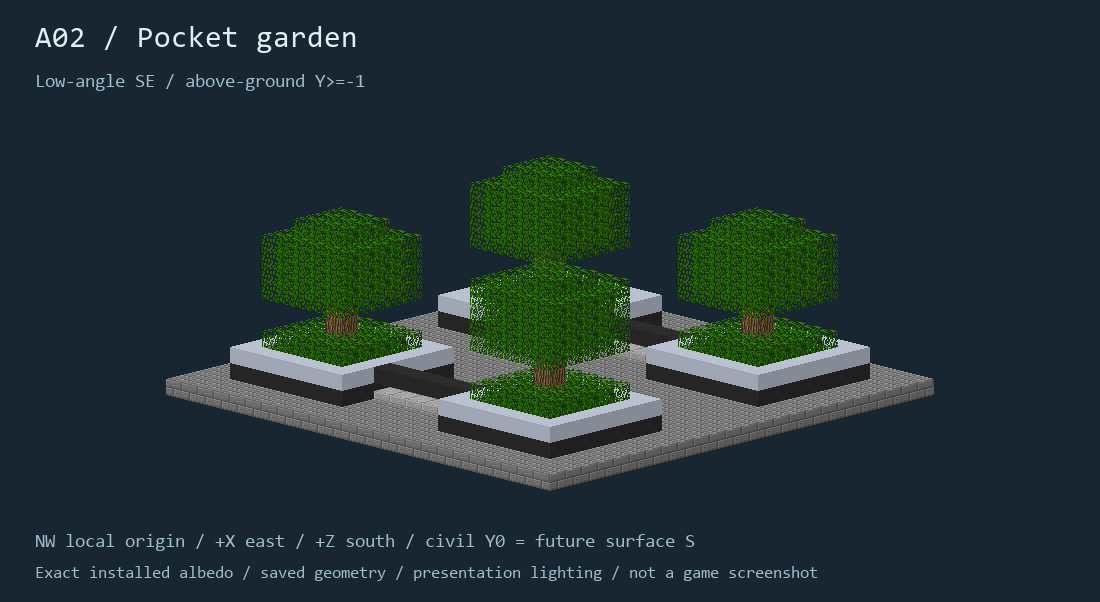 A02 / Pocket garden
Low-angle SE / above-ground Y>=-1
NW local origin / +X east / +Z south / civil Y0 = future surface S
Exact installed albedo / saved geometry / presentation lighting / not a game screenshot